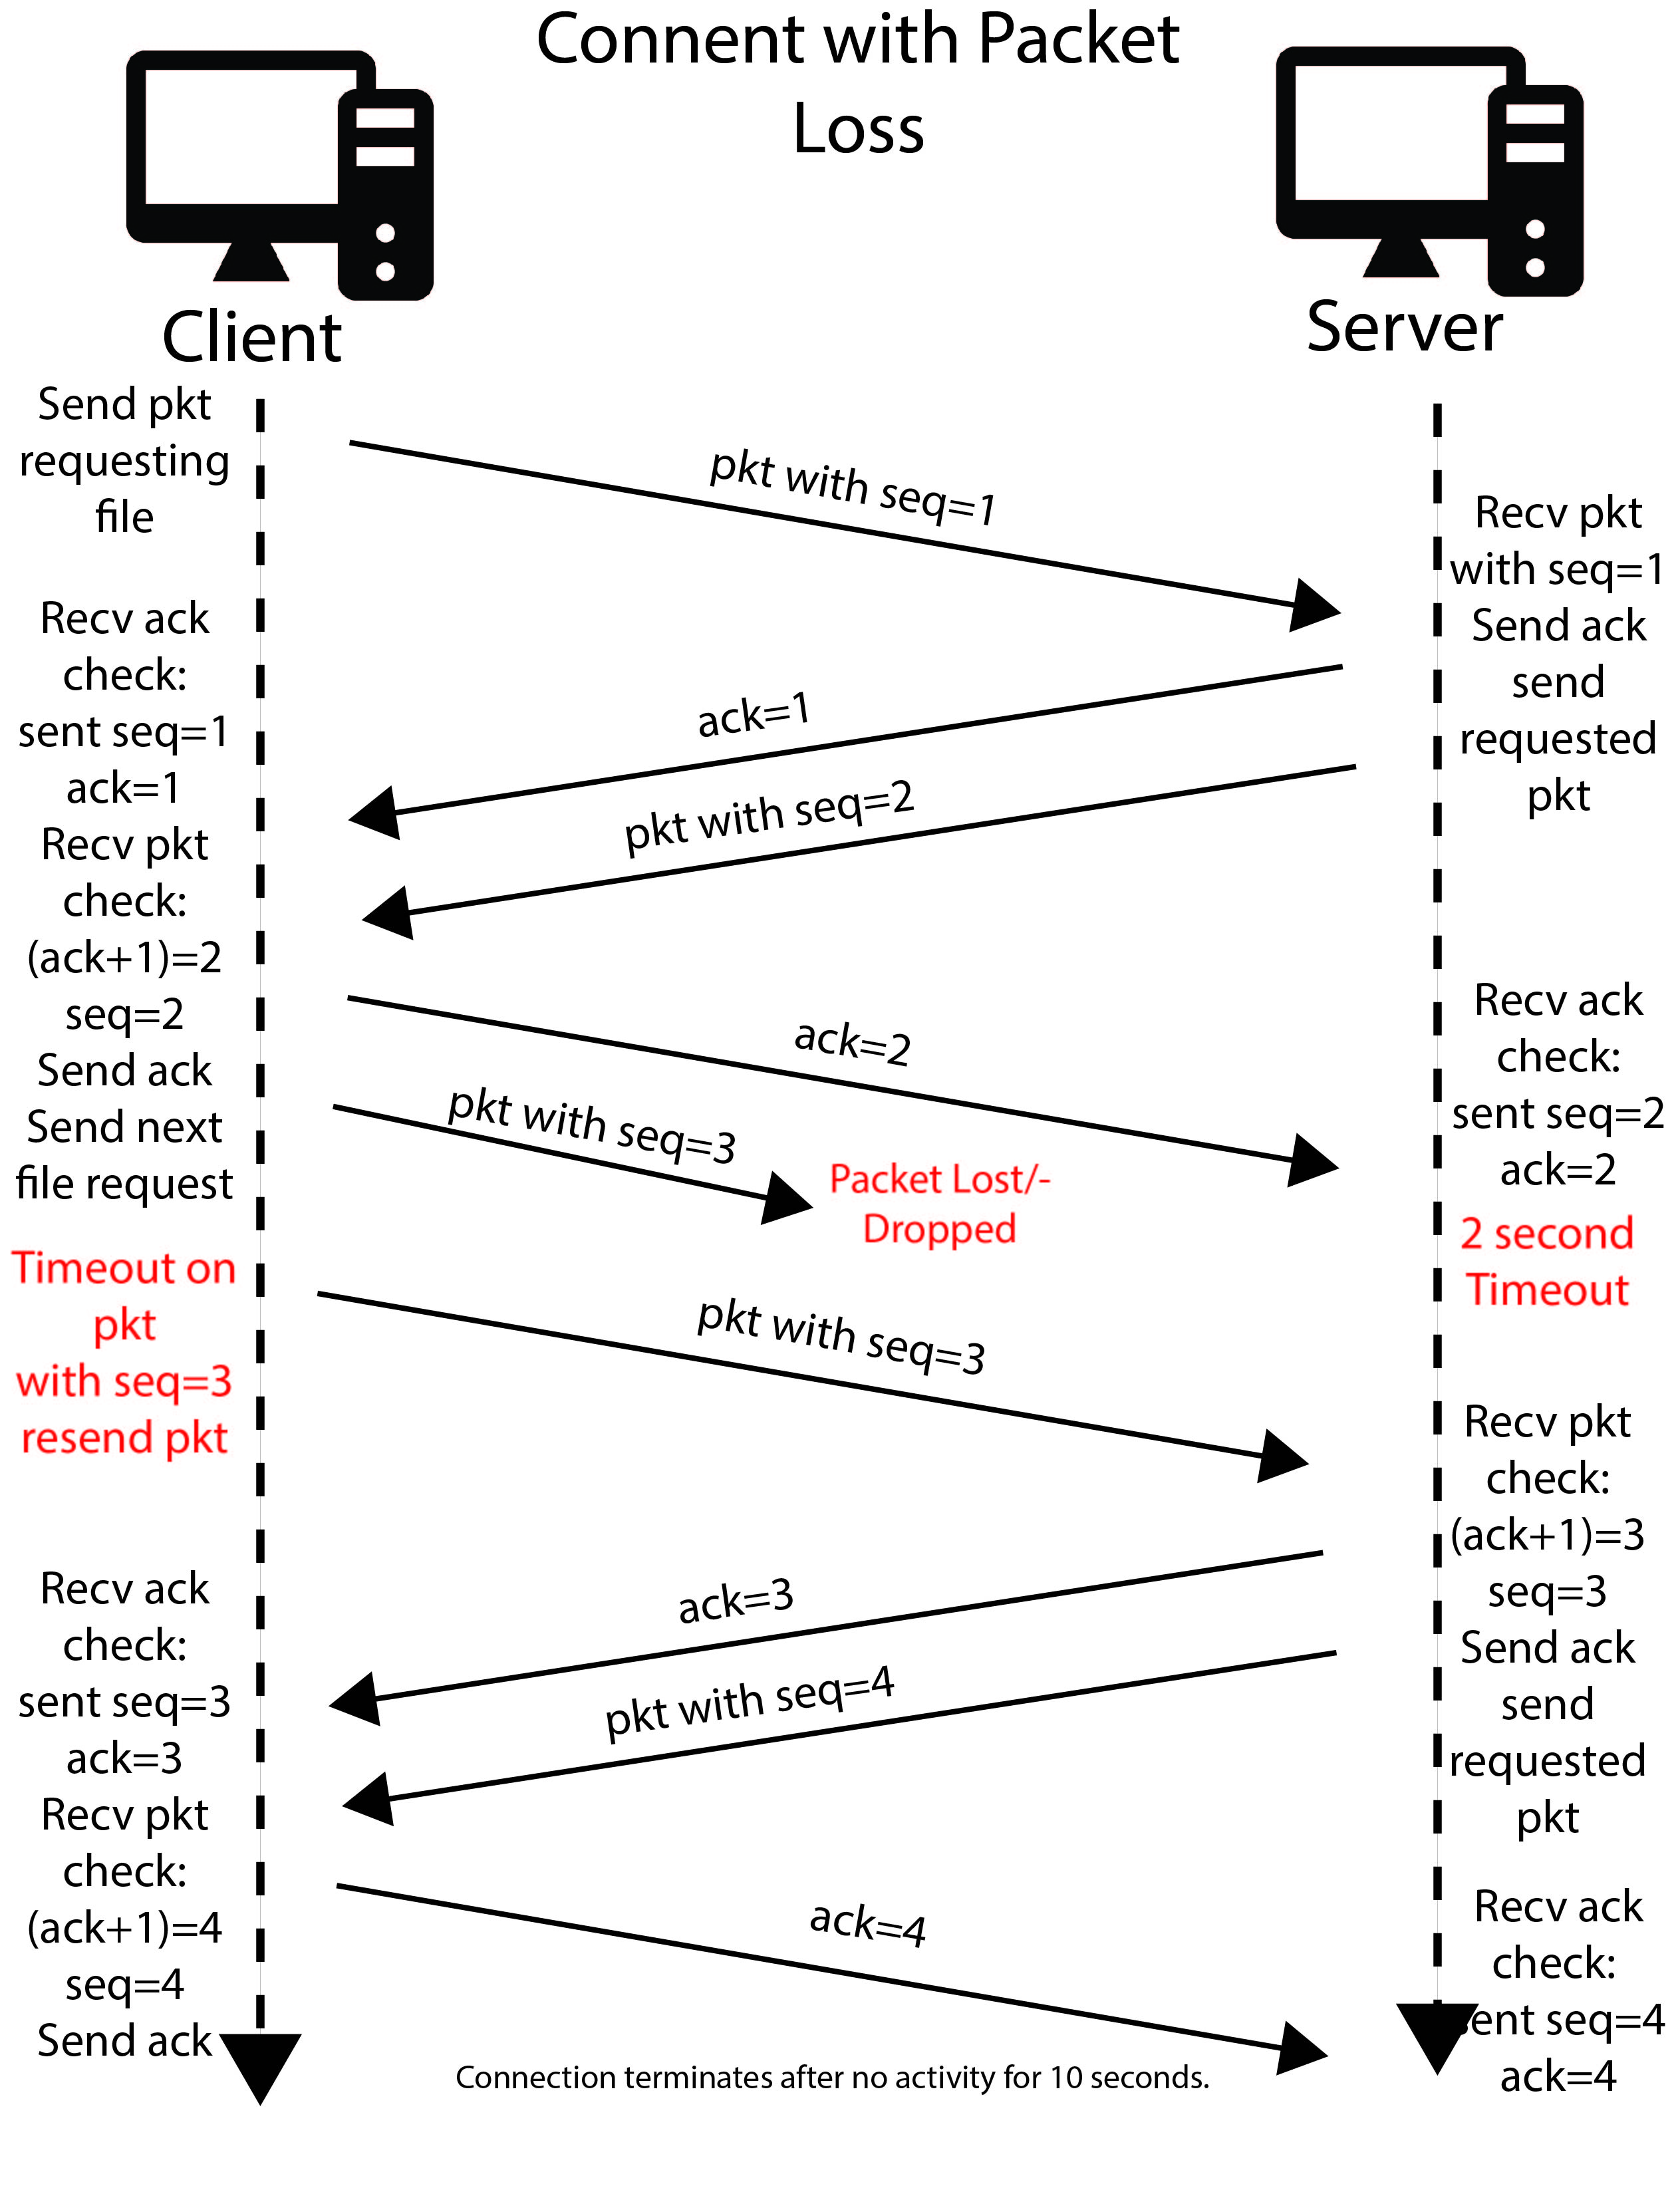 Connent with Packet
Loss
Client
Server
Send pkt
requesting
file
pkt with seq=1
Recv pkt
with seq=1
Send ack
send
requested
pkt
Recv ack
check:
sent seq=1
ack=1
Recv pkt
check:
(ack+1)=2
seq=2
Send ack
Send next
file request
ack=1
pkt with seq=2
ack=2
pkt with seq=3
Packet Lost/-
Dropped
Recv ack
check:
sent seq=2
ack=2
2 second
Timeout
Timeout on
pkt
with seq=3
resend pkt
pkt with seq=3
Recv pkt
check:
(ack+1)=3
seq=3
Send ack
send
requested
pkt
ack=3
pkt with seq=4
Recv ack
check:
sent seq=3
ack=3
Recv pkt
check:
(ack+1)=4
seq=4
Send ack
ack=4
Recv ack
check:
sent seq=4
ack=4
Connection terminates after no activity for 10 seconds.